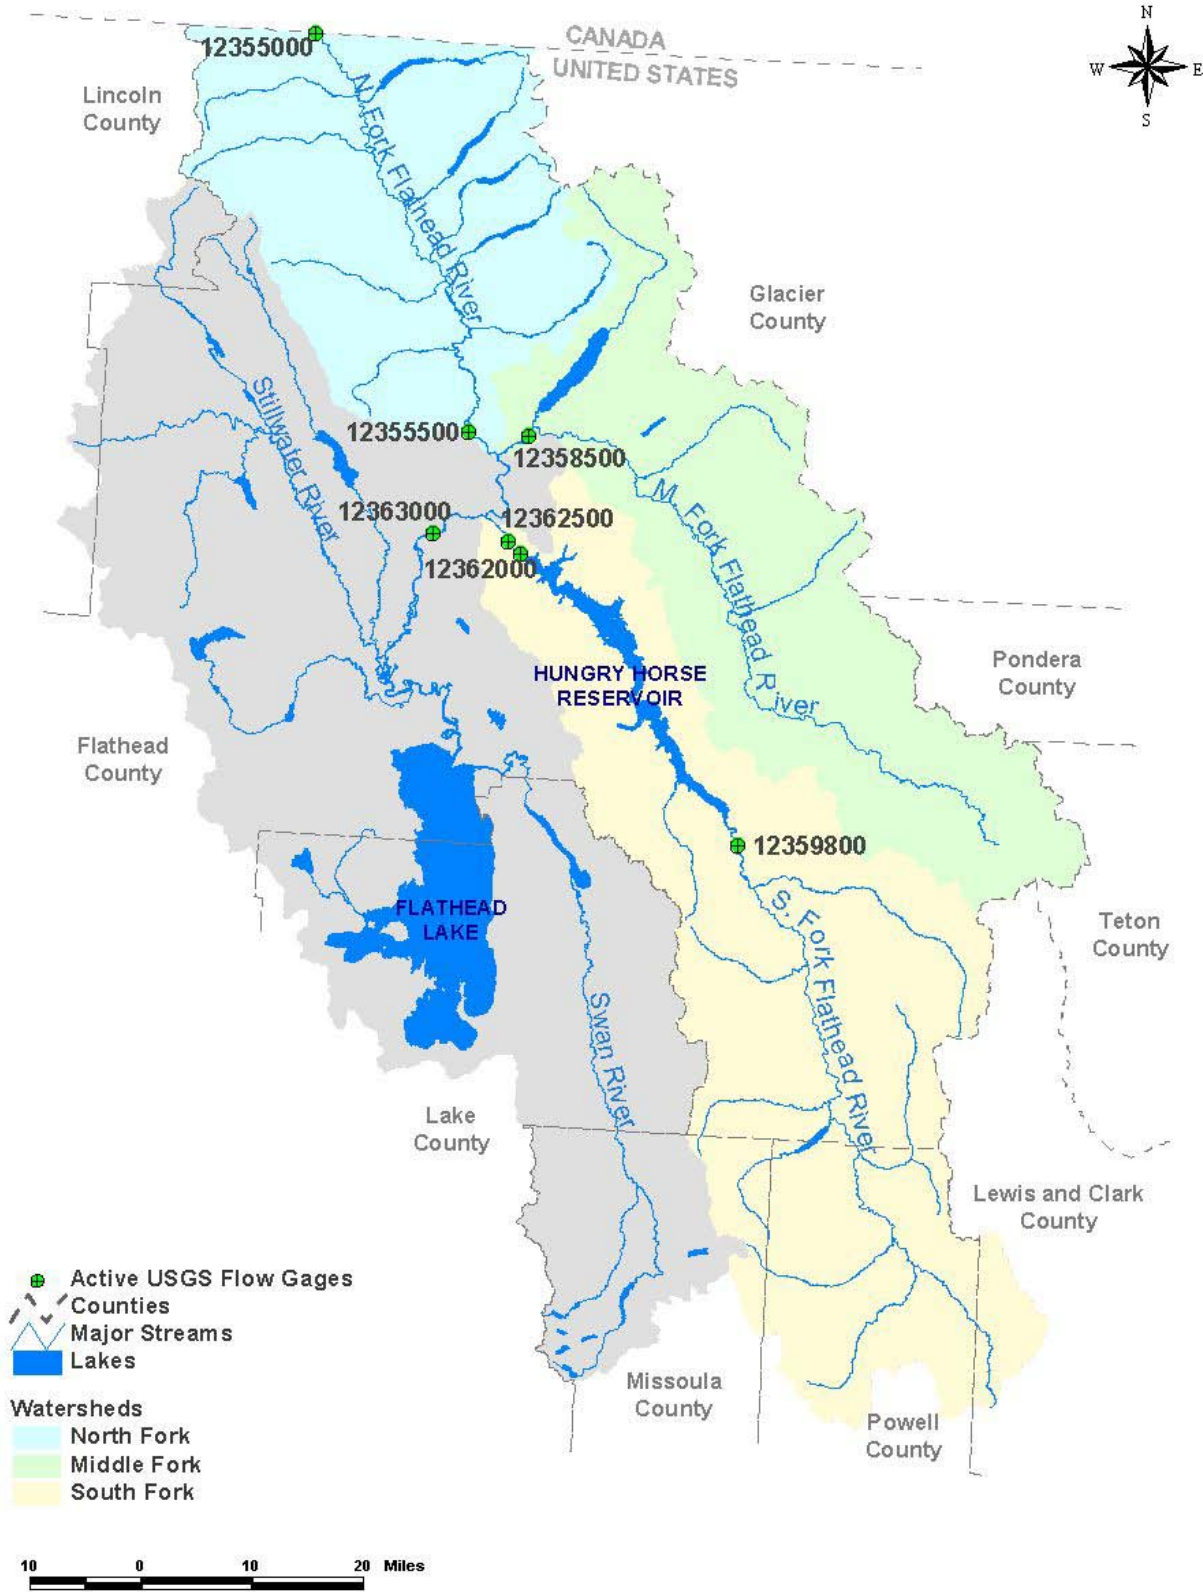 N
W
E
S
CANADA
UNITED STATES
12355000
Lincoln
County
N. Fork Flathead River
Glacier
County
Stillwater River
12355500
12358500
M. Fork Flathead River
12363000
12362500
12362000
HUNGRY HORSE
RESERVOIR
Pondera
County
Flathead
County
12359800
S. Fork Flathead River
FLATHEAD
LAKE
Teton
County
Swan River
Lake
County
Lewis and Clark
County
Missoula
County
Powell
County
Active USGS Flow Gages
Counties
Major Streams
Lakes
Watersheds
North Fork
Middle Fork
South Fork
10 0 10 20 Miles